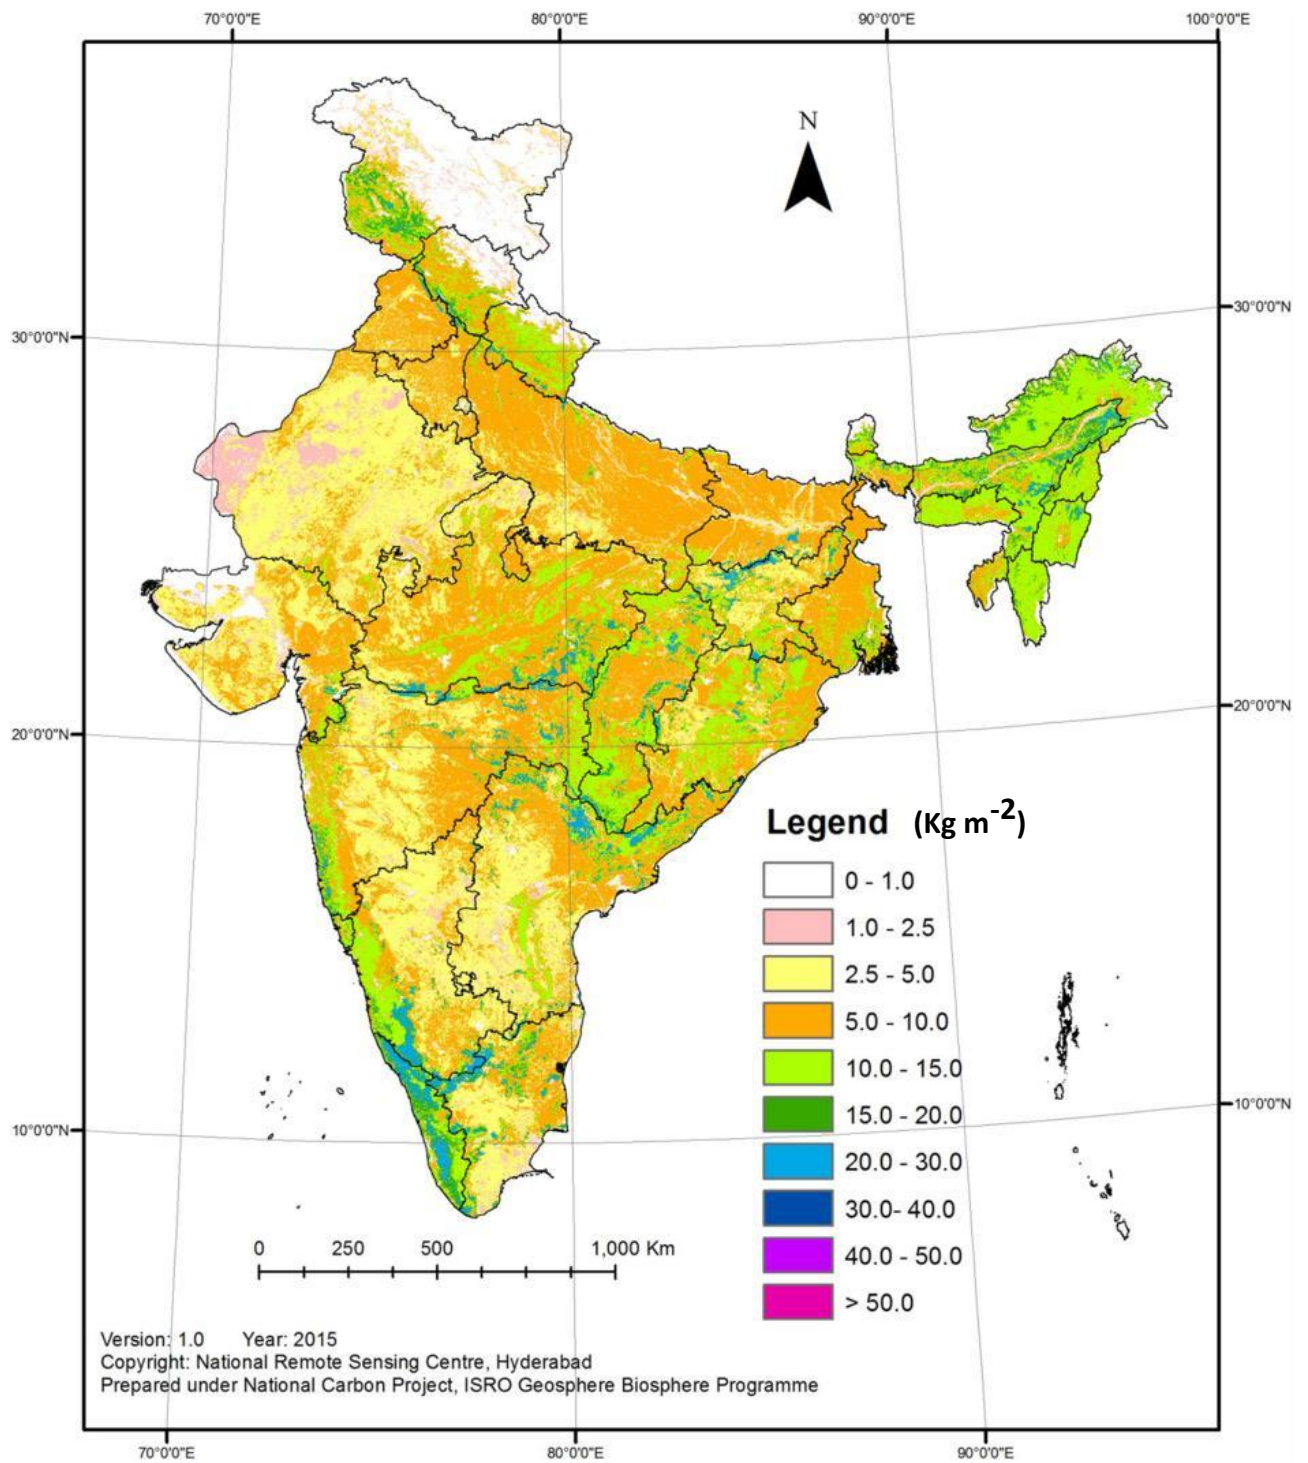 70°0'0"E 80°0'0"E 90°0'0"E 100°0'0"E
N
30°0'0"N 30°0'0"N
20°0'0"N 20°0'0"N
Legend (Kg m-2)
0 - 1.0
1.0 - 2.5
2.5 - 5.0
5.0 - 10.0
10.0 - 15.0
15.0 - 20.0
20.0 - 30.0
30.0- 40.0
40.0 - 50.0
> 50.0
10°0'0"N 10°0'0"N
0 250 500 1,000 Km
Version: 1.0 Year: 2015
Copyright: National Remote Sensing Centre, Hyderabad
Prepared under National Carbon Project, ISRO Geosphere Biosphere Programme
70°0'0"E 80°0'0"E 90°0'0"E